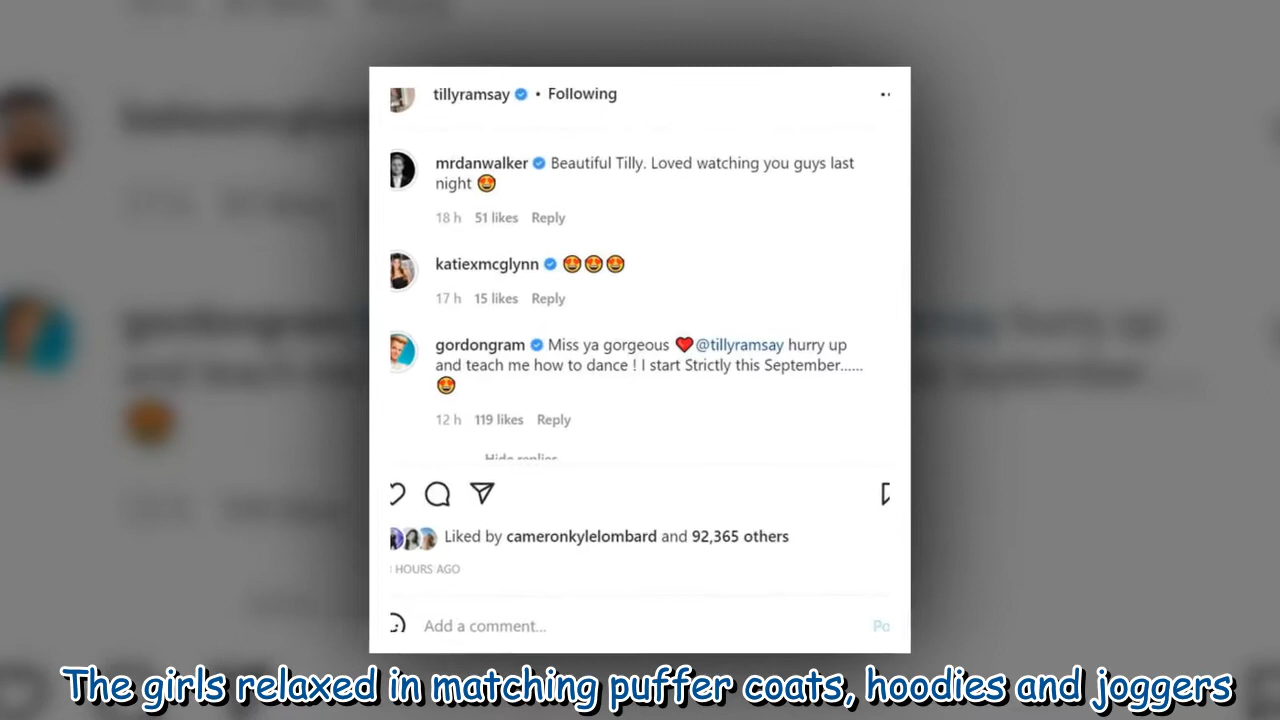 tillyramsay • Following
mrdanwalker Beautiful Tilly. Loved watching you guys last
night 😍
18 h 51 likes Reply
katiexmcglynn 😍😍😍
17 h 15 likes Reply
gordongram Miss ya gorgeous ❤️@tillyramsay hurry up
and teach me how to dance ! I start Strictly this September......
😍
12 h 119 likes Reply
Hide replies
Liked by cameronkylelombard and 92,365 others
HOURS AGO
Add a comment...
Po
The girls relaxed in matching puffer coats, hoodies and joggers